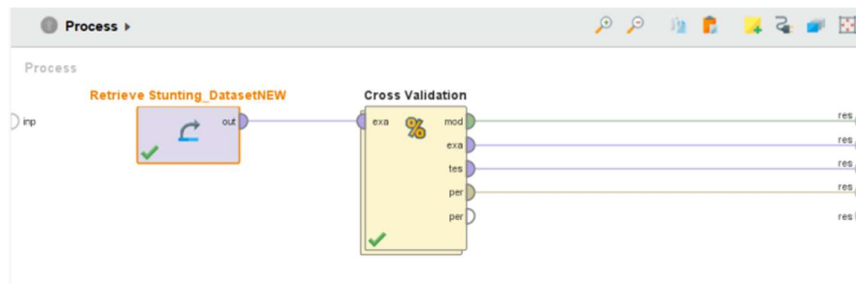 Process
Process
Retrieve Stunting_DatasetNEW
Cross Validation
inp
out
exa
%
mod
exa
tes
per
per
res
res
res
res
res